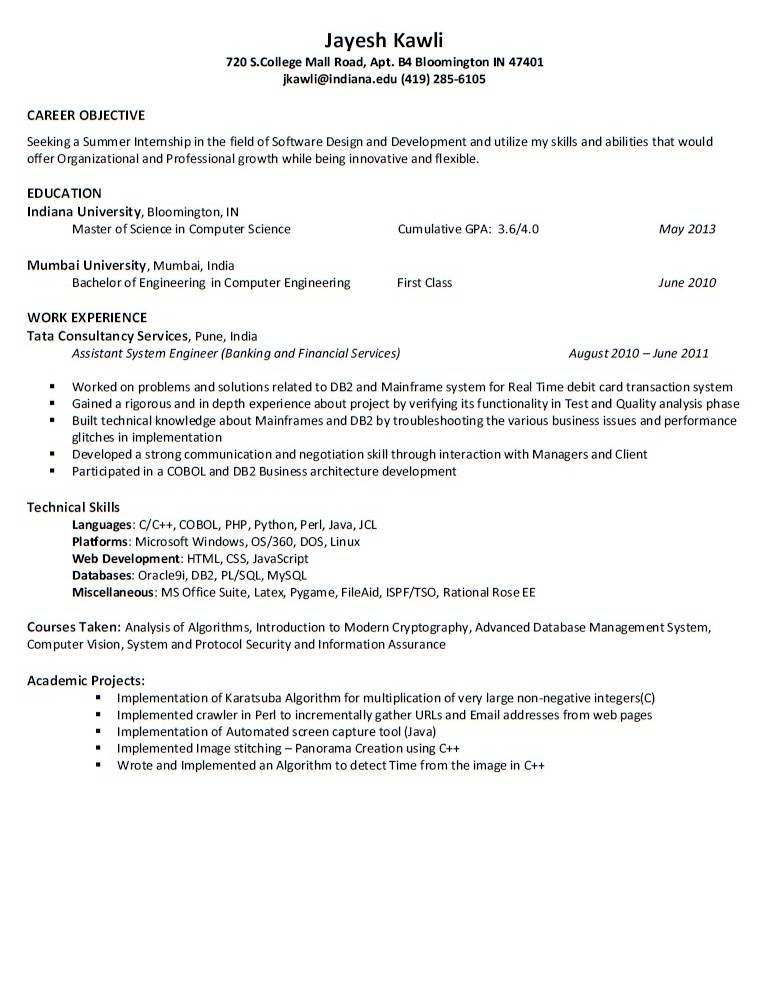 Jayesh Kawli
720 S.College Mall Road, Apt. B4 Bloomington IN 47401
jkawli@indiana.edu (419) 285-6105
CAREER OBJECTIVE
Seeking a Summer Internship in the field of Software Design and Development and utilize my skills and abilities that would
offer Organizational and Professional growth while being innovative and flexible.
EDUCATION
Indiana University, Bloomington, IN
Master of Science in Computer Science Cumulative GPA: 3.6/4.0 May 2013
Mumbai University, Mumbai, India
Bachelor of Engineering in Computer Engineering First Class June 2010
WORK EXPERIENCE
Tata Consultancy Services, Pune, India
Assistant System Engineer (Banking and Financial Services) August 2010 – June 2011
▪ Worked on problems and solutions related to DB2 and Mainframe system for Real Time debit card transaction system
▪ Gained a rigorous and in depth experience about project by verifying its functionality in Test and Quality analysis phase
▪ Built technical knowledge about Mainframes and DB2 by troubleshooting the various business issues and performance
glitches in implementation
▪ Developed a strong communication and negotiation skill through interaction with Managers and Client
▪ Participated in a COBOL and DB2 Business architecture development
Technical Skills
Languages: C/C++, COBOL, PHP, Python, Perl, Java, JCL
Platforms: Microsoft Windows, OS/360, DOS, Linux
Web Development: HTML, CSS, JavaScript
Databases: Oracle9i, DB2, PL/SQL, MySQL
Miscellaneous: MS Office Suite, Latex, Pygame, FileAid, ISPF/TSO, Rational Rose EE
Courses Taken: Analysis of Algorithms, Introduction to Modern Cryptography, Advanced Database Management System,
Computer Vision, System and Protocol Security and Information Assurance
Academic Projects:
▪ Implementation of Karatsuba Algorithm for multiplication of very large non-negative integers(C)
▪ Implemented crawler in Perl to incrementally gather URLs and Email addresses from web pages
▪ Implementation of Automated screen capture tool (Java)
▪ Implemented Image stitching – Panorama Creation using C++
▪ Wrote and Implemented an Algorithm to detect Time from the image in C++